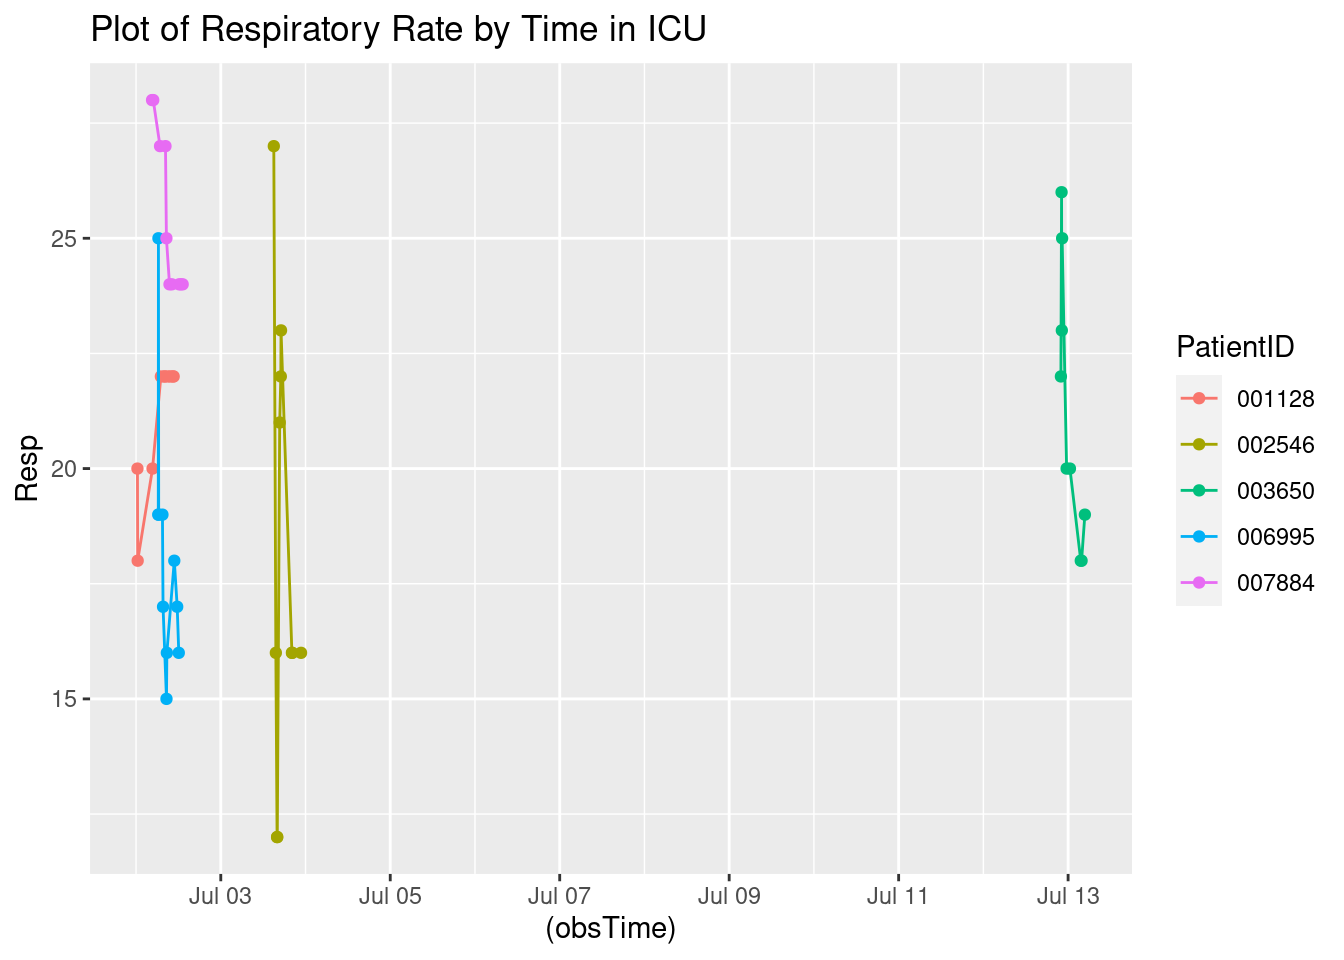 Plot of Respiratory Rate by Time in ICU
25
20
15
Resp
Jul 03 Jul 05 Jul 07 Jul 09 Jul 11 Jul 13
(obsTime)
PatientID
001128
002546
003650
006995
007884